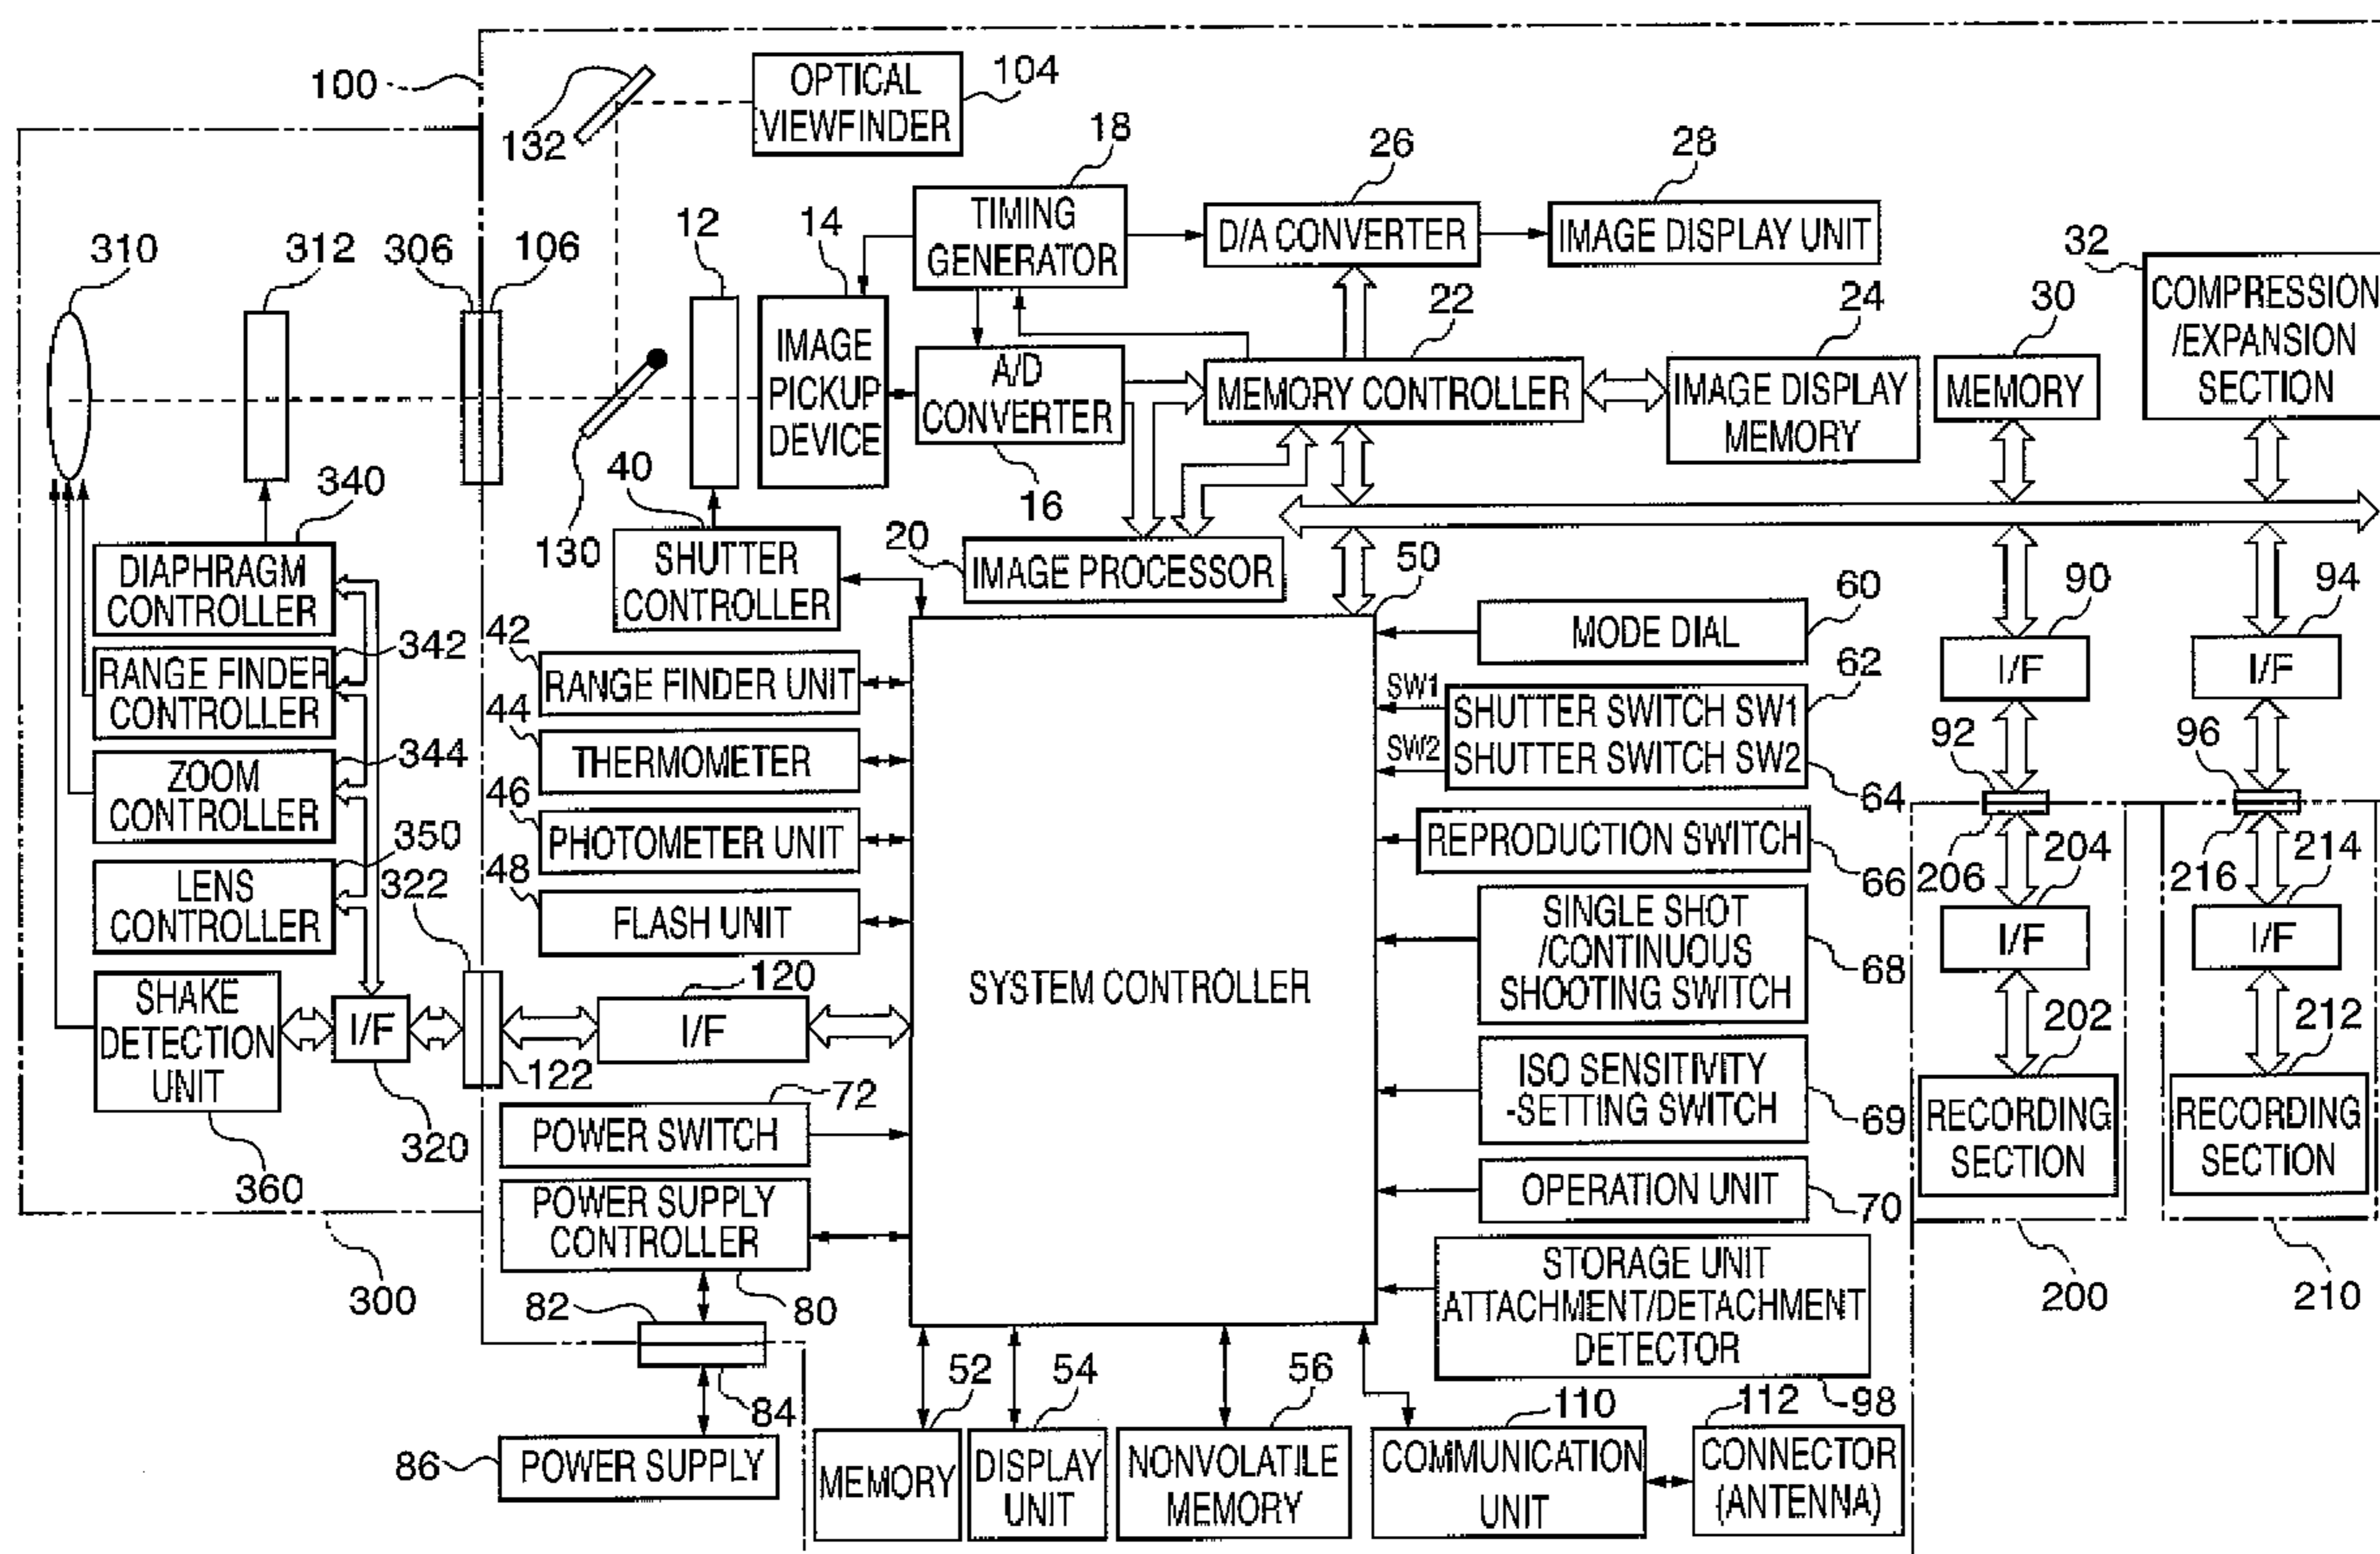 100
132
OPTICAL
VIEWFINDER
104
18
26
28
TIMING
GENERATOR
D/A CONVERTER
IMAGE DISPLAY UNIT
310
312
306
106
12
14
32
COMPRESSION
/EXPANSION
SECTION
22
24
30
IMAGE
PICKUP
DEVICE
A/D
CONVERTER
MEMORY CONTROLLER
IMAGE DISPLAY
MEMORY
MEMORY
16
340
40
130
20
IMAGE PROCESSOR
50
DIAPHRAGM
CONTROLLER
SHUTTER
CONTROLLER
60
MODE DIAL
90
94
I/F
I/F
342
RANGE FINDER
CONTROLLER
42
RANGE FINDER UNIT
SW1
SHUTTER SWITCH SW1
62
SW2
SHUTTER SWITCH SW2
64
92
96
344
ZOOM
CONTROLLER
44
THERMOMETER
46
PHOTOMETER UNIT
REPRODUCTION SWITCH
66
206
204
216
214
350
LENS
CONTROLLER
322
48
FLASH UNIT
SINGLE SHOT
/CONTINUOUS
SHOOTING SWITCH
68
I/F
I/F
SYSTEM CONTROLLER
SHAKE
DETECTION
UNIT
I/F
120
I/F
122
202
212
320
360
72
POWER SWITCH
ISO SENSITIVITY
-SETTING SWITCH
69
RECORDING
SECTION
RECORDING
SECTION
POWER SUPPLY
CONTROLLER
80
OPERATION UNIT
70
300
82
84
200
210
STORAGE UNIT
ATTACHMENT/DETACHMENT
DETECTOR
98
86
POWER SUPPLY
52
54
56
110
112
MEMORY
DISPLAY
UNIT
NONVOLATILE
MEMORY
COMMUNICATION
UNIT
CONNECTOR
(ANTENNA)